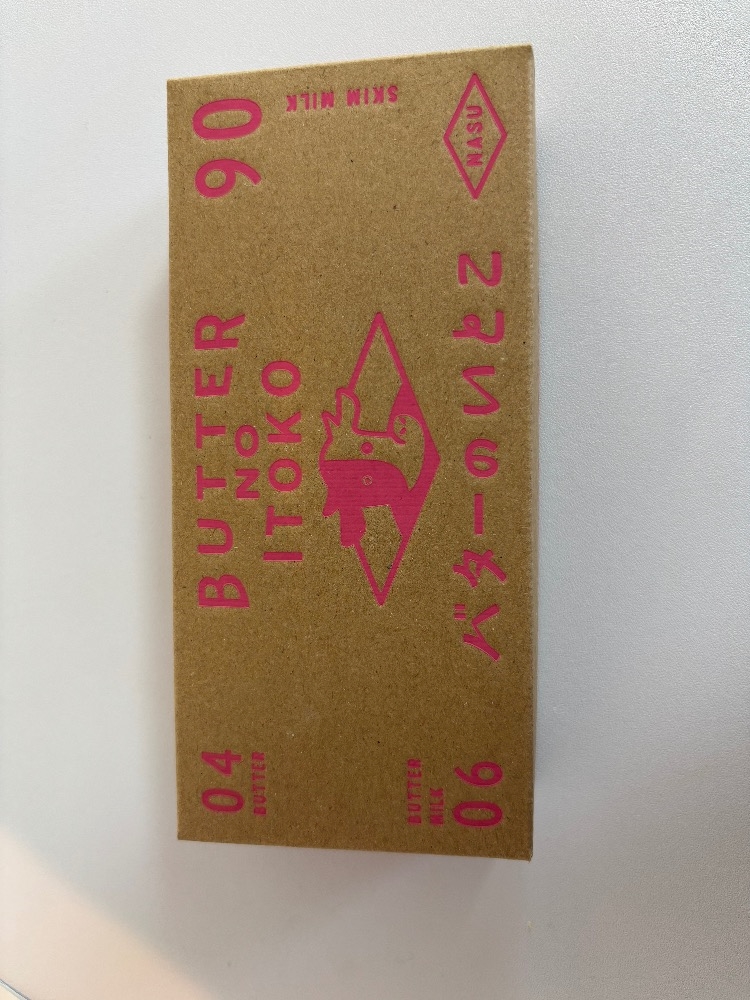 04
BUTTER
BUTTER
NO
ITOKO
90
SKIM MILK
BUTTER
MILK
06
バターのいとこ
NASU